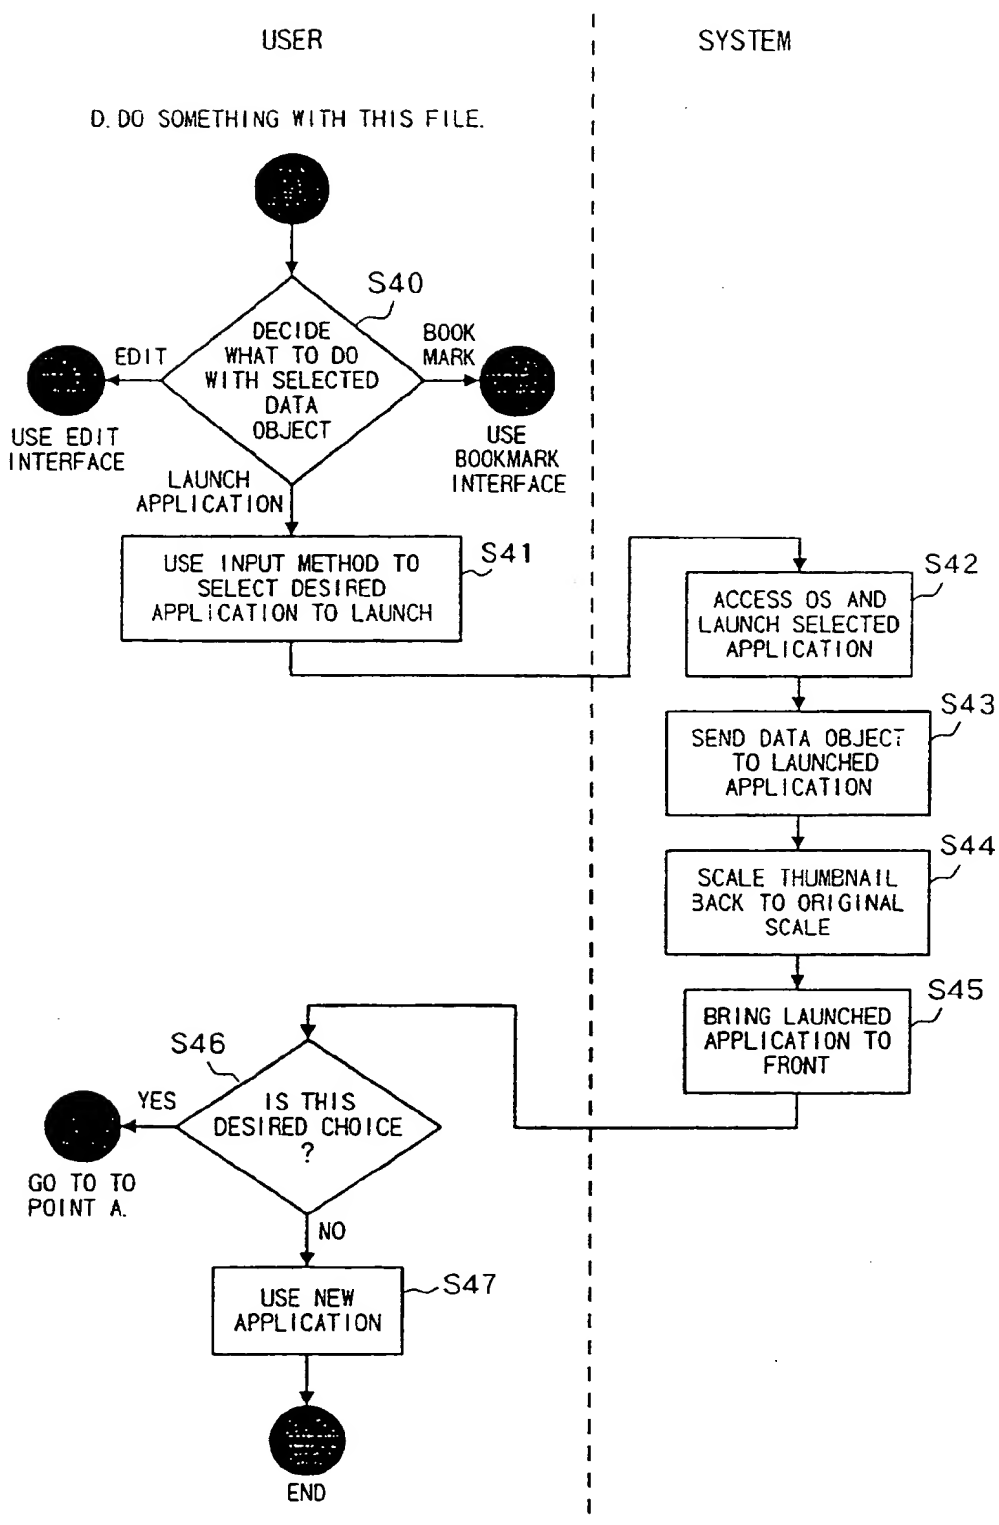 USER
SYSTEM
D. DO SOMETHING WITH THIS FILE.
S40
DECIDE
WHAT TO DO
WITH SELECTED
DATA
OBJECT
EDIT
BOOK
MARK
USE EDIT
INTERFACE
USE
BOOKMARK
INTERFACE
LAUNCH
APPLICATION
S41
USE INPUT METHOD TO
SELECT DESIRED
APPLICATION TO LAUNCH
S42
ACCESS OS AND
LAUNCH SELECTED
APPLICATION
S43
SEND DATA OBJECT
TO LAUNCHED
APPLICATION
S44
SCALE THUMBNAIL
BACK TO ORIGINAL
SCALE
S45
BRING LAUNCHED
APPLICATION TO
FRONT
S46
IS THIS
DESIRED CHOICE
?
YES
GO TO TO
POINT A.
NO
S47
USE NEW
APPLICATION
END